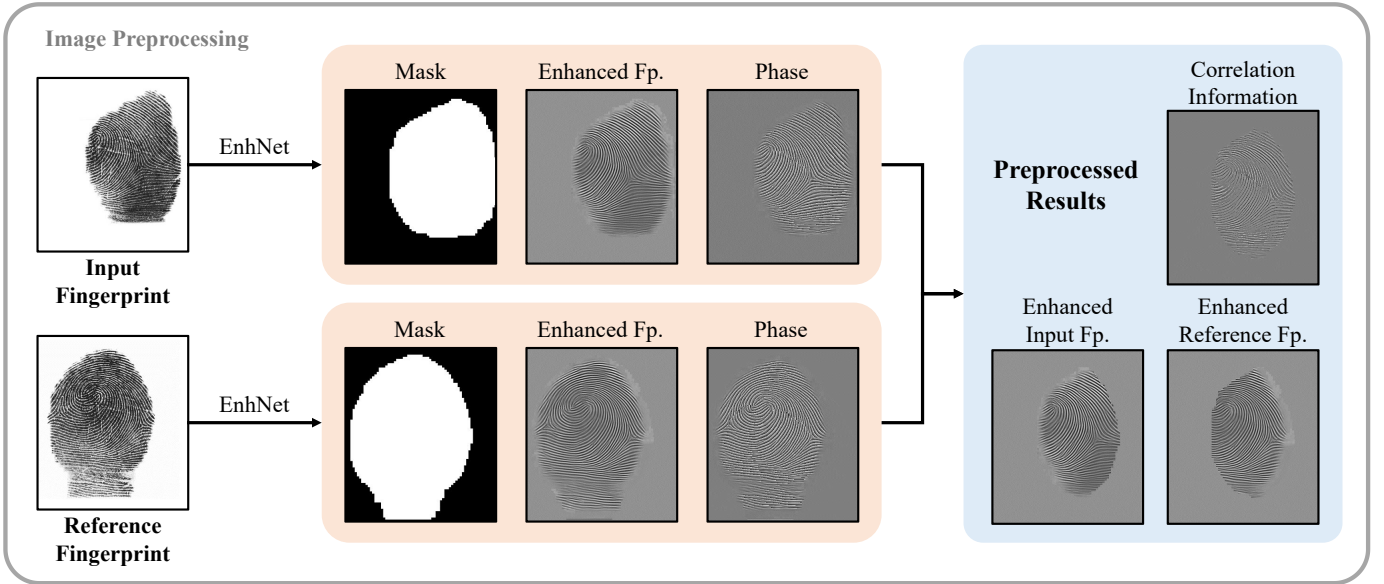 Image Preprocessing
Input
Fingerprint
EnhNet
Mask
Enhanced Fp.
Phase
Reference
Fingerprint
EnhNet
Mask
Enhanced Fp.
Phase
Preprocessed
Results
Correlation
Information
Enhanced
Input Fp.
Enhanced
Reference Fp.